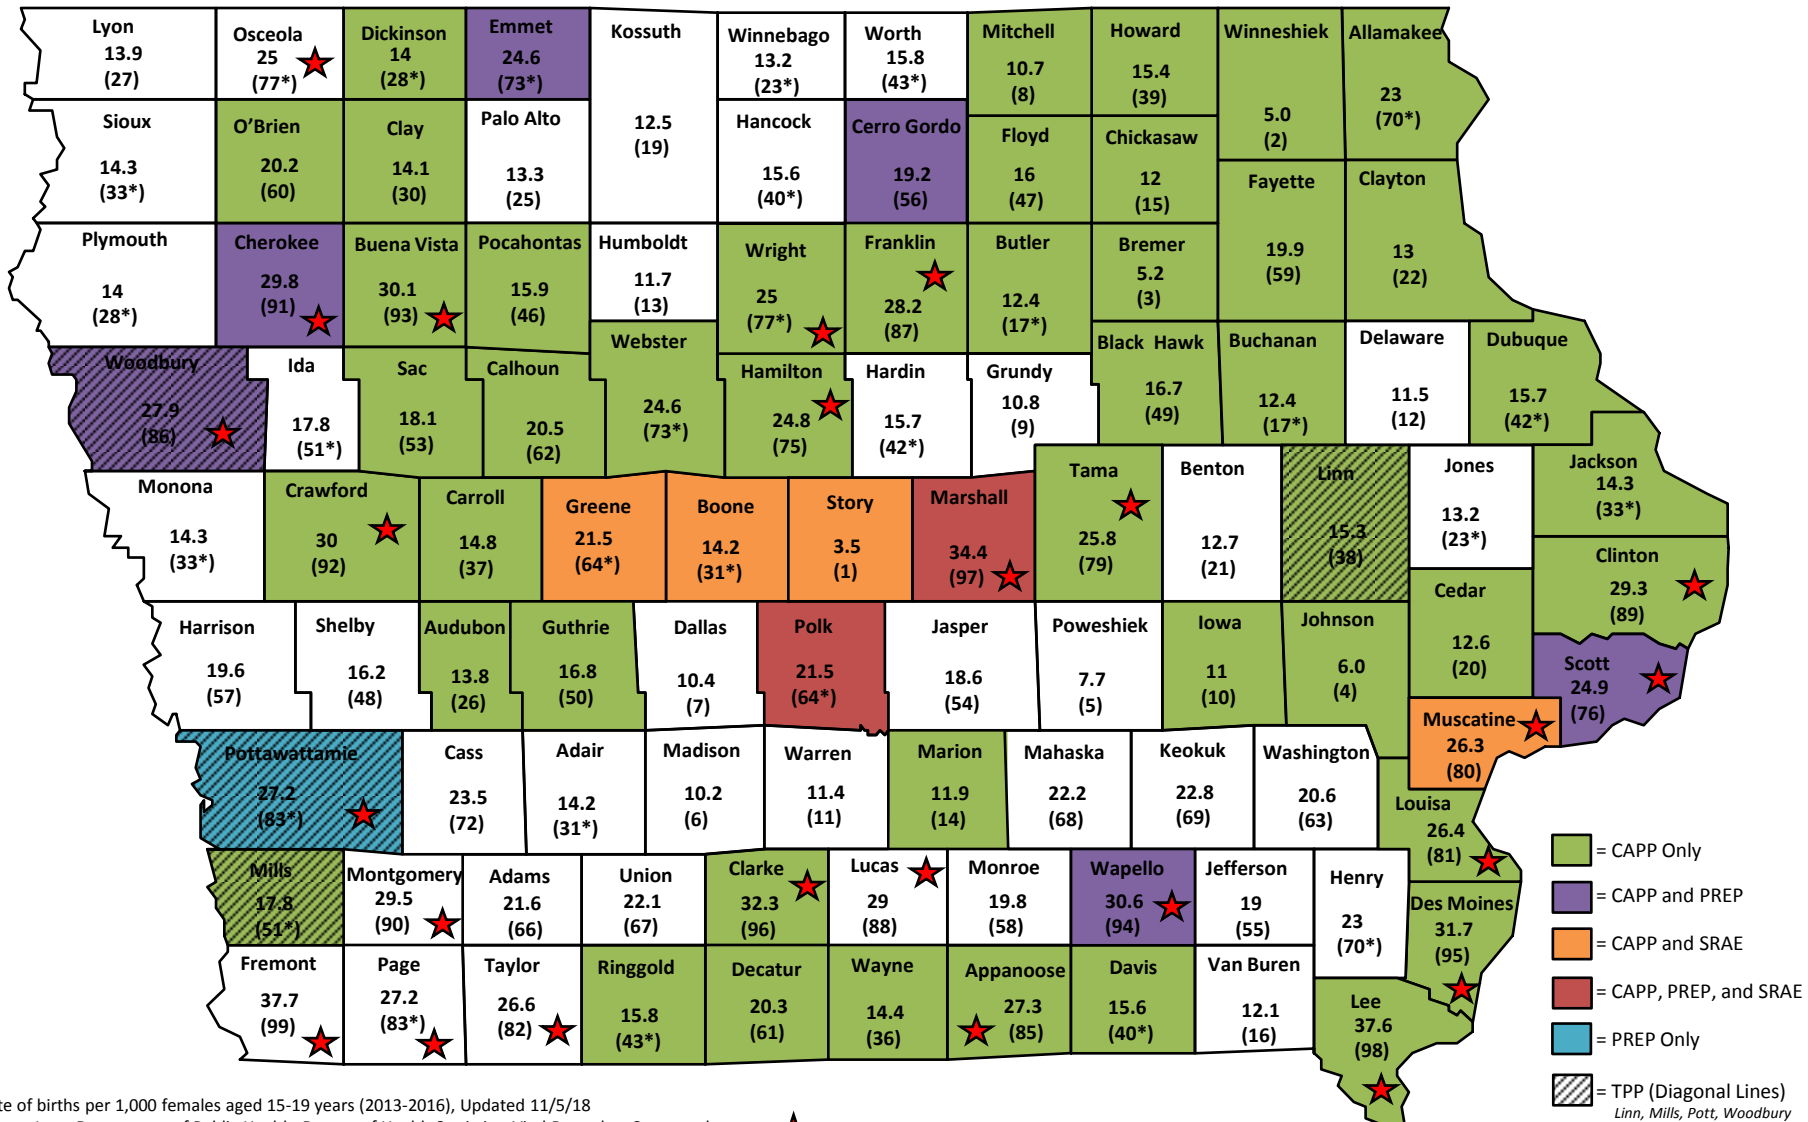 Lyon
13.9
(27)
Osceola
25
(77*)
Dickinson
14
(28*)
Emmet
24.6
(73*)
Kossuth
12.5
(19)
Winnebago
13.2
(23*)
Worth
15.8
(43*)
Mitchell
10.7
(8)
Howard
15.4
(39)
Winneshiek
5.0
(2)
Allamakee
23
(70*)
Sioux
14.3
(33*)
O'Brien
20.2
(60)
Clay
14.1
(30)
Palo Alto
13.3
(25)
Hancock
15.6
(40*)
Cerro Gordo
19.2
(56)
Floyd
16
(47)
Chickasaw
12
(15)
Fayette
19.9
(59)
Clayton
13
(22)
Plymouth
14
(28*)
Cherokee
29.8
(91)
Buena Vista
30.1
(93)
Pocahontas
15.9
(46)
Humboldt
11.7
(13)
Wright
25
(77*)
Franklin
28.2
(87)
Butler
12.4
(17*)
Bremer
5.2
(3)
Woodbury
27.9
(86)
Ida
17.8
(51*)
Sac
18.1
(53)
Calhoun
20.5
(62)
Webster
24.6
(73*)
Hamilton
24.8
(75)
Hardin
15.7
(42*)
Grundy
10.8
(9)
Black Hawk
16.7
(49)
Buchanan
12.4
(17*)
Delaware
11.5
(12)
Dubuque
15.7
(42*)
Monona
14.3
(33*)
Crawford
30
(92)
Carroll
14.8
(37)
Greene
21.5
(64*)
Boone
14.2
(31*)
Story
3.5
(1)
Marshall
34.4
(97)
Tama
25.8
(79)
Benton
12.7
(21)
Linn
15.3
(38)
Jones
13.2
(23*)
Jackson
14.3
(33*)
Clinton
29.3
(89)
Harrison
19.6
(57)
Shelby
16.2
(48)
Audubon
13.8
(26)
Guthrie
16.8
(50)
Dallas
10.4
(7)
Polk
21.5
(64*)
Jasper
18.6
(54)
Poweshiek
7.7
(5)
Iowa
11
(10)
Johnson
6.0
(4)
Cedar
12.6
(20)
Scott
24.9
(76)
Muscatine
26.3
(80)
Pottawattamie
27.2
(83*)
Cass
23.5
(72)
Adair
14.2
(31*)
Madison
10.2
(6)
Warren
11.4
(11)
Marion
11.9
(14)
Mahaska
22.2
(68)
Keokuk
22.8
(69)
Washington
20.6
(63)
Louisa
26.4
(81)
Mills
17.8
(51*)
Montgomery
29.5
(90)
Adams
21.6
(66)
Union
22.1
(67)
Clarke
32.3
(96)
Lucas
29
(88)
Monroe
19.8
(58)
Wapello
30.6
(94)
Jefferson
19
(55)
Henry
23
(70*)
Des Moines
31.7
(95)
Fremont
37.7
(99)
Page
27.2
(83*)
Taylor
26.6
(82)
Ringgold
15.8
(43*)
Decatur
20.3
(61)
Wayne
14.4
(36)
Appanoose
27.3
(85)
Davis
15.6
(40*)
Van Buren
12.1
(16)
Lee
37.6
(98)
= CAPP Only
= CAPP and PREP
= CAPP and SRAE
= CAPP, PREP, and SRAE
= PREP Only
= TPP (Diagonal Lines)
Linn, Mills, Pott, Woodbury
of births per 1,000 females aged 15-19 years (2013-2016), Updated 11/5/18